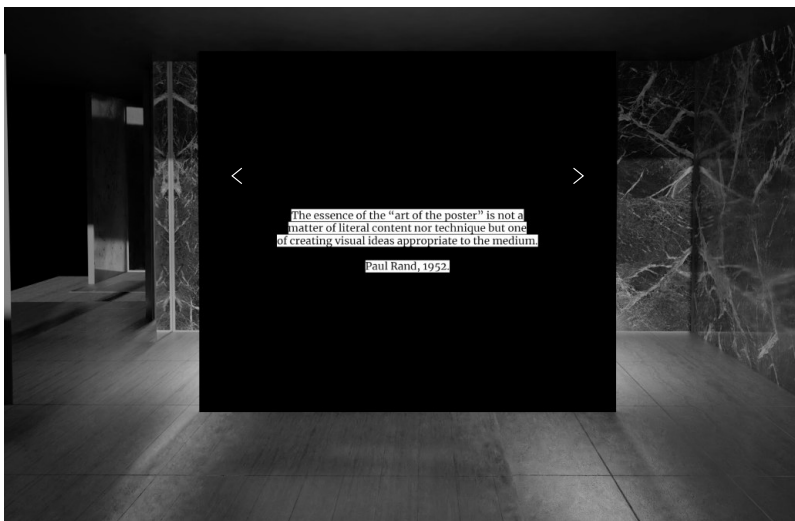 The essence of the “art of the poster” is not a
matter of literal content nor technique but one
of creating visual ideas appropriate to the medium.
Paul Rand, 1952.